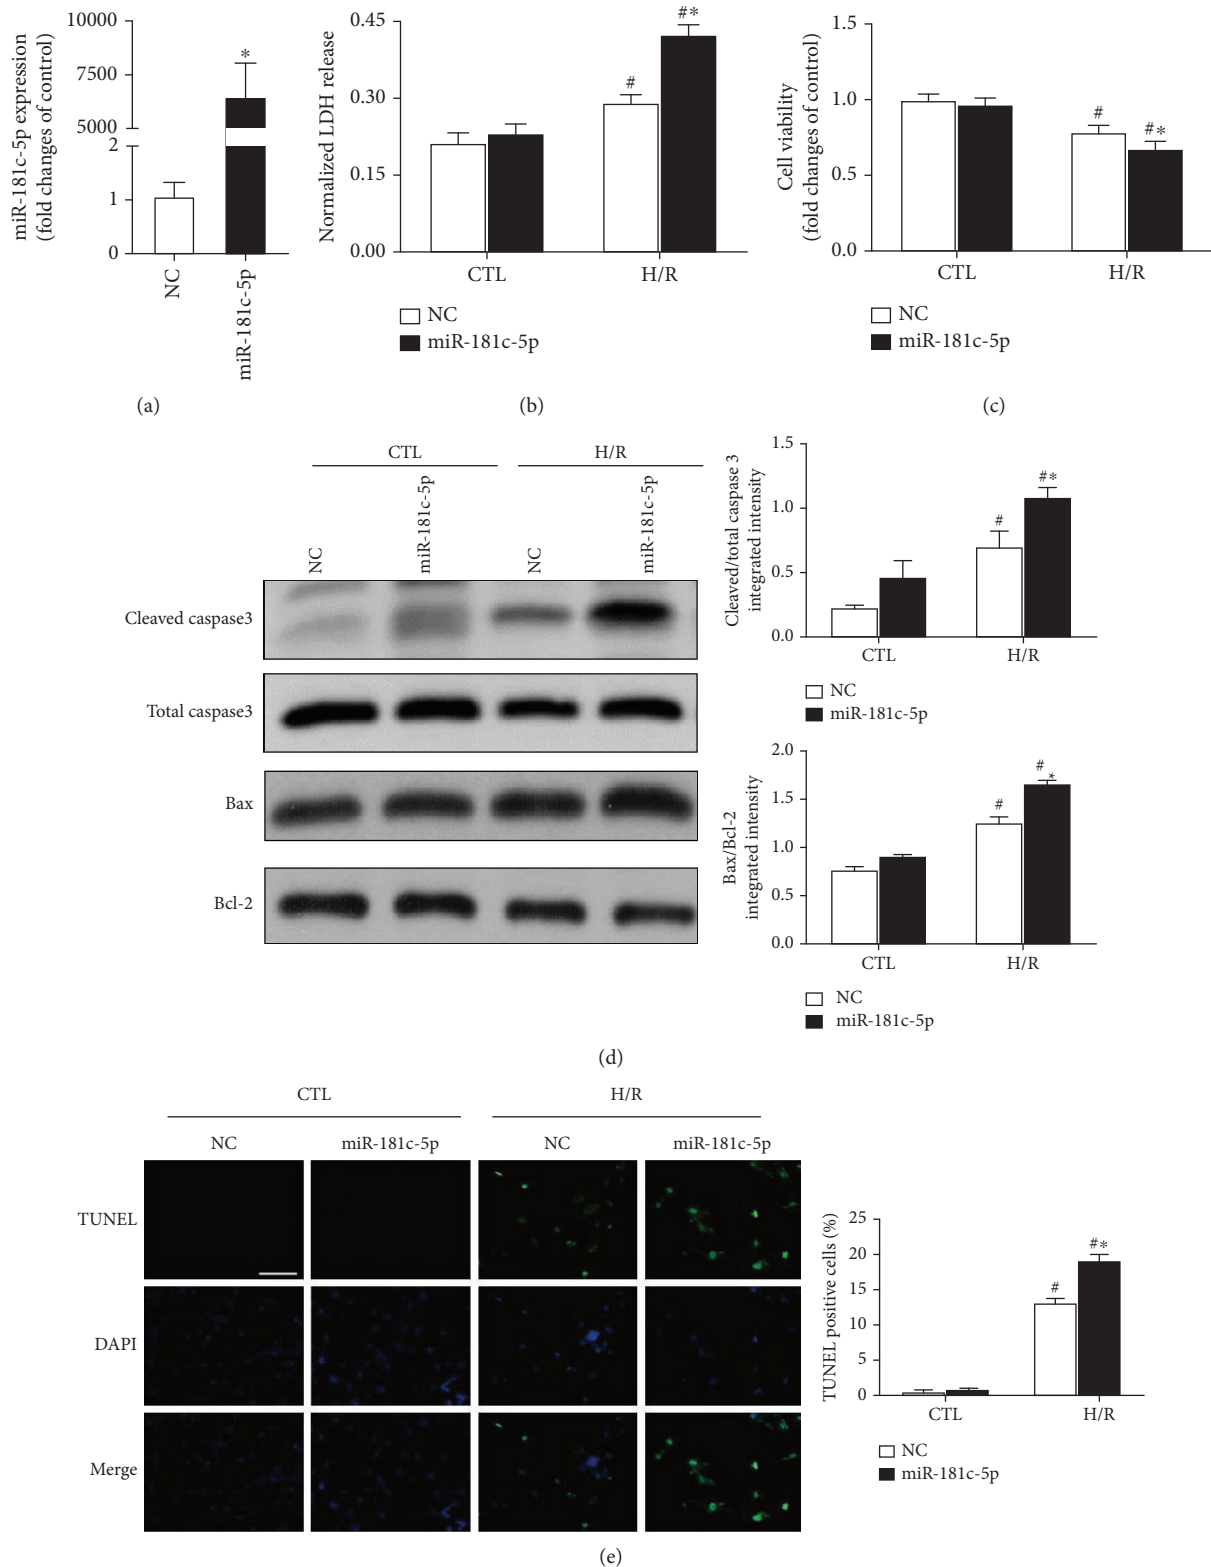 miR-181c-5p expression
(fold changes of control)
10000
7500
5000
2
1
0
*
NC
miR-181c-5p
(a)
Normalized LDH release
0.45
0.30
0.15
0.00
#
#*
CTL
H/R
NC
miR-181c-5p
(b)
Cell viability
(fold changes of control)
1.5
1.0
0.5
0.0
#
#*
CTL
H/R
NC
miR-181c-5p
(c)
CTL
H/R
NC
miR-181c-5p
NC
miR-181c-5p
Cleaved caspase3
Total caspase3
Bax
Bcl-2
Cleaved/total caspase 3
integrated intensity
1.5
1.0
0.5
0.0
#
#*
CTL
H/R
NC
miR-181c-5p
Bax/Bcl-2
integrated intensity
2.0
1.5
1.0
0.5
0.0
#
#
*
CTL
H/R
NC
miR-181c-5p
(d)
CTL
H/R
NC
miR-181c-5p
NC
miR-181c-5p
TUNEL
DAPI
Merge
TUNEL positive cells (%)
25
20
15
10
5
0
#
#*
CTL
H/R
NC
miR-181c-5p
(e)